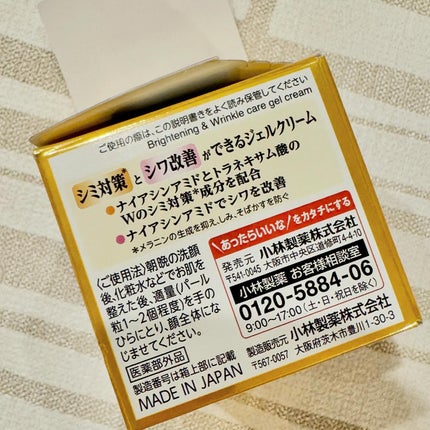 ご使用の際は、この説明書きをよく読み保管してください
Brightening & Wrinkle care gel cream
シミ対策*とシワ改善ができるジェルクリーム
●ナイアシンアミドとトラネキサム酸の
Wのシミ対策*成分を配合
●ナイアシンアミドでシワを改善
*メラニンの生成を抑え、しみ、そばかすを防ぐ
〈ご使用法〉朝晩の洗顔
後、化粧水などでお肌を
整えた後、適量(パール
粒1〜2個程度)を手の
ひらにとり、顔全体にな
じませてください。
医薬部外品
製造番号は箱上部に記載
MADE IN JAPAN
"あったらいいな"をカタチにする
発売元 小林製薬株式会社
〒541-0045 大阪市中央区道修町4-4-10
小林製薬 お客様相談室
0120-5884-06
9:00〜17:00(土・日・祝日を除く)
製造販売元 小林製薬株式会社
〒567-0057 大阪府茨木市豊川1-30-3